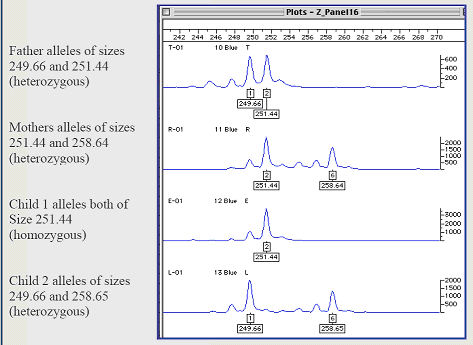 Plots - Z_Panel16
242 244 246 248 250 252 254 256 258 260 262 264 266 268 270
Father alleles of sizes
249.66 and 251.44
(heterozygous)
T-01 10 Blue T
600
400
200
1 2
249.66
251.44
Mothers alleles of sizes
251.44 and 258.64
(heterozygous)
R-01 11 Blue R
2000
1500
1000
500
2 6
251.44 258.64
Child 1 alleles both of
Size 251.44
(homozygous)
E-01 12 Blue E
3000
2000
1000
2
251.44
Child 2 alleles of sizes
249.66 and 258.65
(heterozygous)
L-01 13 Blue L
2000
1500
1000
500
1 6
249.66 258.65